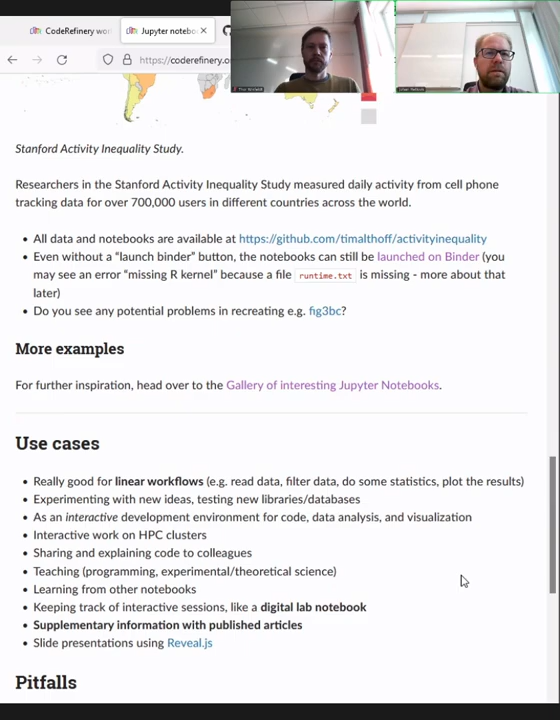 CodeRefinery wor
Jupyter noteboo
https://coderefinery.o
Stanford Activity Inequality Study.
Researchers in the Stanford Activity Inequality Study measured daily activity from cell phone
tracking data for over 700,000 users in different countries across the world.
All data and notebooks are available at https://github.com/timalthoff/activityinequality
Even without a “launch binder” button, the notebooks can still be launched on Binder (you
may see an error “missing R kernel” because a file runtime.txt is missing - more about that
later)
Do you see any potential problems in recreating e.g. fig3bc?
More examples
For further inspiration, head over to the Gallery of interesting Jupyter Notebooks.
Use cases
Really good for linear workflows (e.g. read data, filter data, do some statistics, plot the results)
Experimenting with new ideas, testing new libraries/databases
As an interactive development environment for code, data analysis, and visualization
Interactive work on HPC clusters
Sharing and explaining code to colleagues
Teaching (programming, experimental/theoretical science)
Learning from other notebooks
Keeping track of interactive sessions, like a digital lab notebook
Supplementary information with published articles
Slide presentations using Reveal.js
Pitfalls